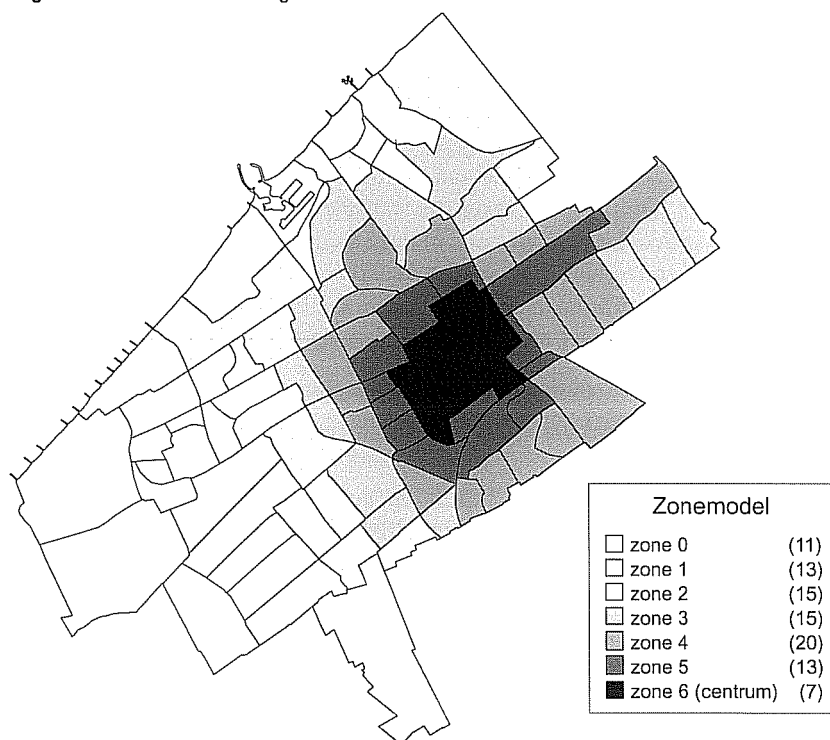 Zonemodel
zone 0 (11)
zone 1 (13)
zone 2 (15)
zone 3 (15)
zone 4 (20)
zone 5 (13)
zone 6 (centrum) (7)